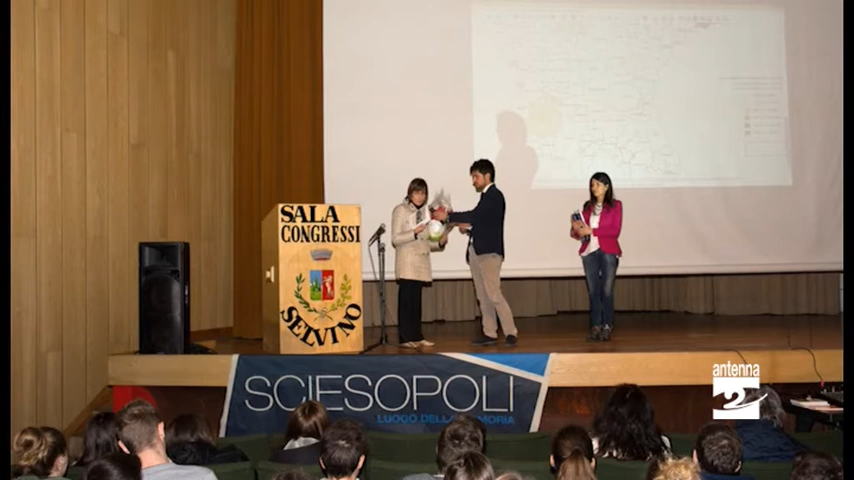 SALA
CONGRESSI
SELVINO
SCIESOPOLI
LUOGO DELLA MEMORIA
antenna
2